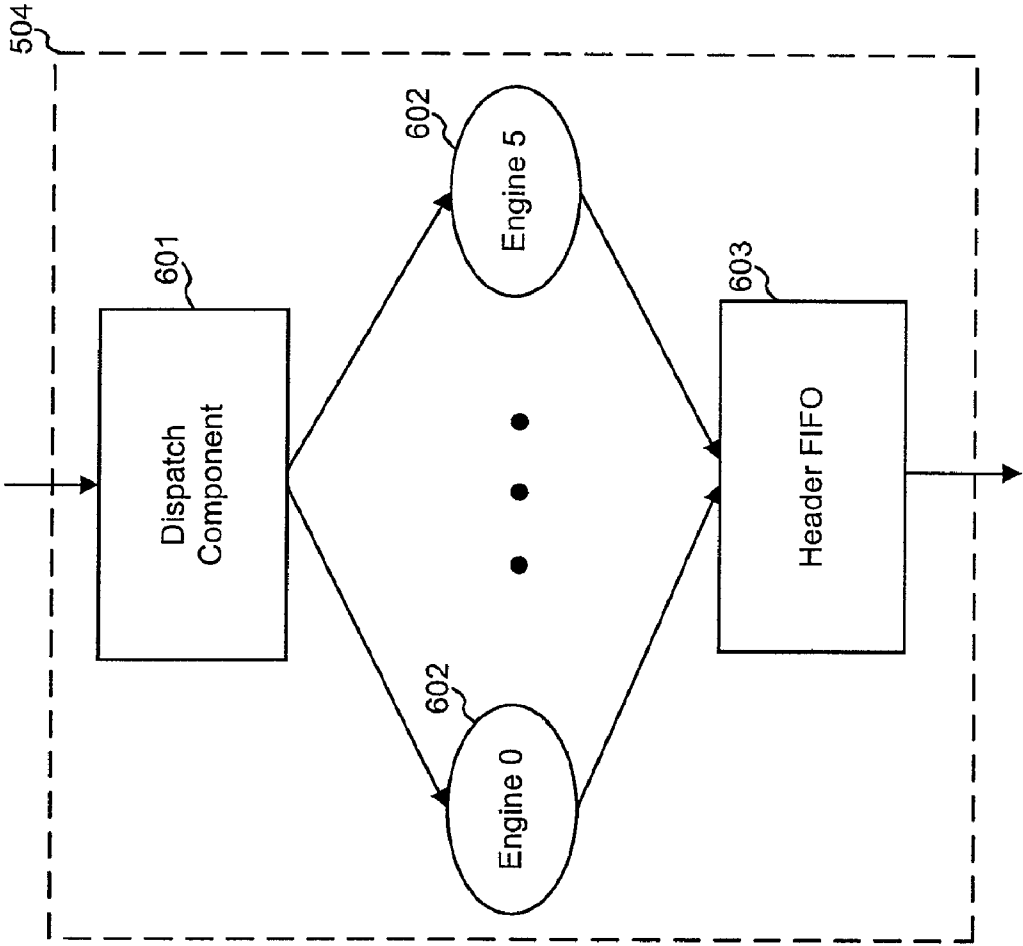 504
601
Dispatch
Component
602
Engine 0
602
Engine 5
603
Header FIFO